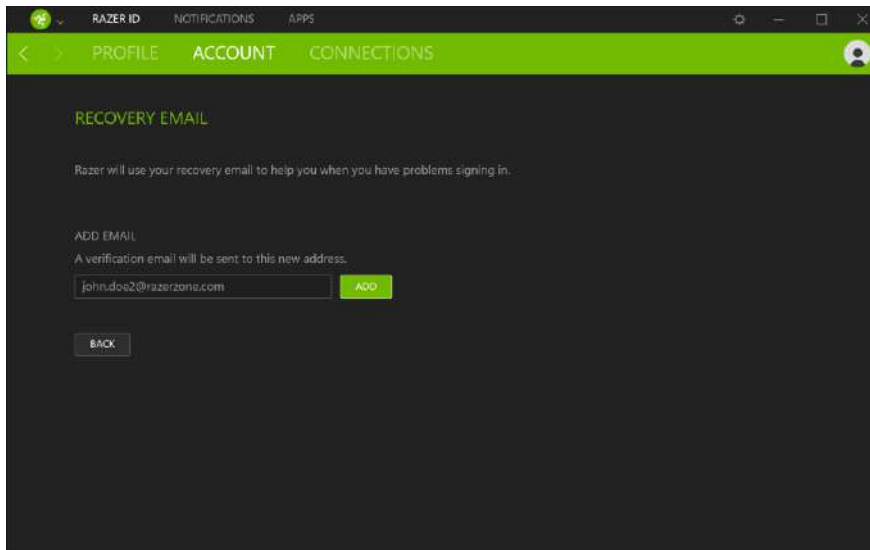 RAZER ID NOTIFICATIONS APPS
PROFILE ACCOUNT CONNECTIONS
RECOVERY EMAIL
Razer will use your recovery email to help you when you have problems signing in.
ADD EMAIL
A verification email will be sent to this new address.
john.doe2@razerzone.com ADD
BACK